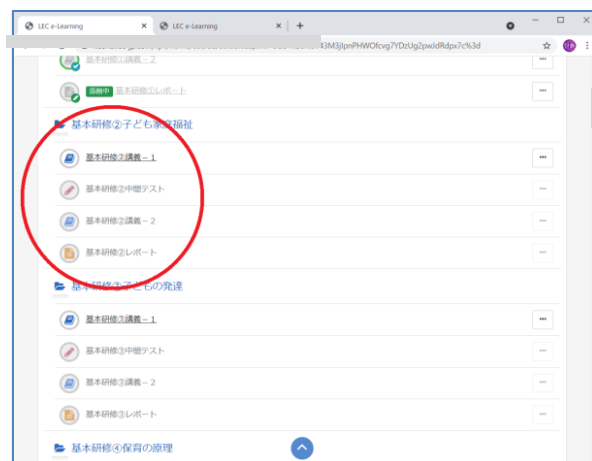 LEC e-Learning
LEC e-Learning
基本研修①講義－2
添削中 基本研修①レポート
基本研修②子ども家庭福祉
基本研修②講義－1
基本研修②中間テスト
基本研修②講義－2
基本研修②レポート
基本研修③子どもの発達
基本研修③講義－1
基本研修③中間テスト
基本研修③講義－2
基本研修③レポート
基本研修④保育の原理